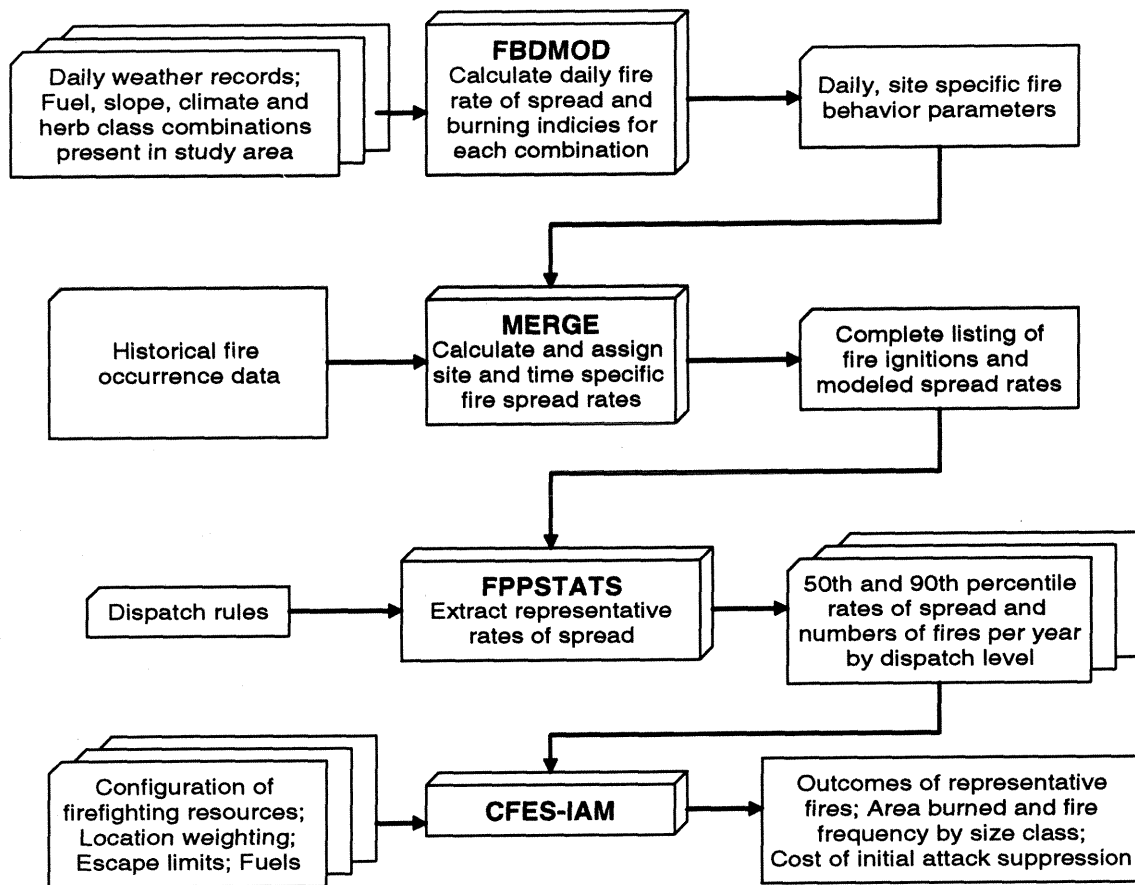 Daily weather records;
Fuel, slope, climate and
herb class combinations
present in study area
FBDMOD
Calculate daily fire
rate of spread and
burning indicies for
each combination
Daily, site specific fire
behavior parameters
Historical fire
occurrence data
MERGE
Calculate and assign
site and time specific
fire spread rates
Complete listing of
fire ignitions and
modeled spread rates
Dispatch rules
FPPSTATS
Extract representative
rates of spread
50th and 90th percentile
rates of spread and
numbers of fires per year
by dispatch level
Configuration of
firefighting resources;
Location weighting;
Escape limits; Fuels
CFES-IAM
Outcomes of representative
fires; Area burned and fire
frequency by size class;
Cost of initial attack suppression